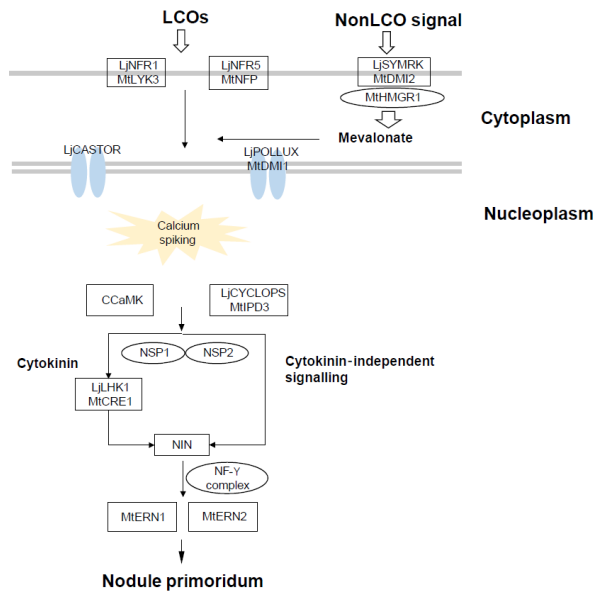 LCOs
NonLCO signal
LjNFR1
MtLYK3
LjNFR5
MtNFP
LjSYMRK
MtDMI2
MtHMGR1
Cytoplasm
Mevalonate
LjCASTOR
LjPOLLUX
MtDMI1
Nucleoplasm
Calcium
spiking
CCaMK
LjCYCLOPS
MtIPD3
NSP1
NSP2
Cytokinin
Cytokinin-independent
signalling
LjLHK1
MtCRE1
NIN
NF-Y
complex
MtERN1
MtERN2
Nodule primoridum